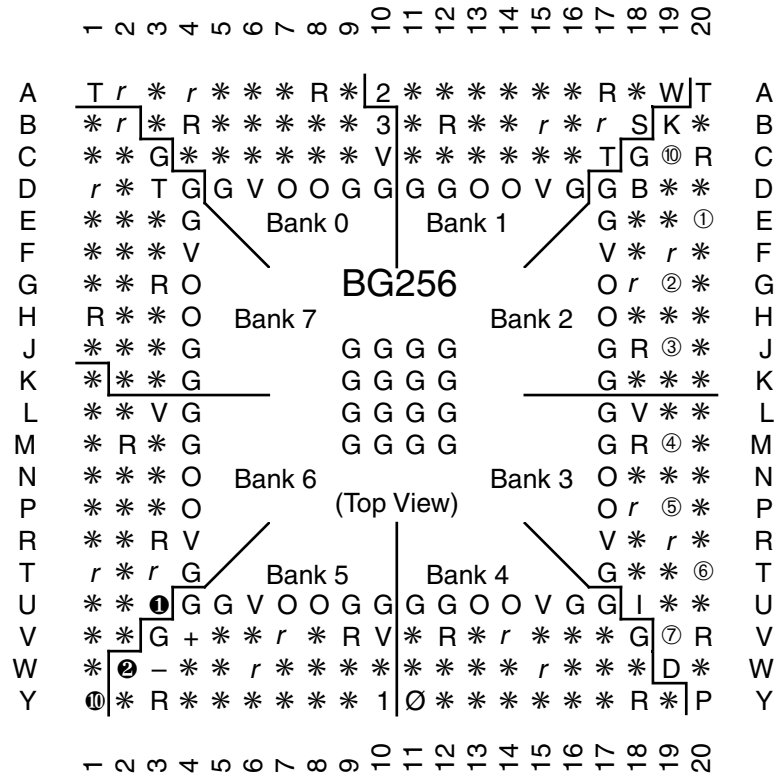 1 2 3 4 5 6 7 8 9 10 11 12 13 14 15 16 17 18 19 20
A T r ✳ r ✳ ✳ ✳ R ✳ 2 ✳ ✳ ✳ ✳ ✳ ✳ R ✳ W T A
B ✳ r ✳ R ✳ ✳ ✳ ✳ ✳ 3 ✳ R ✳ ✳ r ✳ r S K ✳ B
C ✳ ✳ G ✳ ✳ ✳ ✳ ✳ ✳ V ✳ ✳ ✳ ✳ ✳ ✳ T G ⑩ R C
D r ✳ T G G V O O G G G G O O V G G B ✳ ✳ D
E ✳ ✳ ✳ G Bank 0 Bank 1 G ✳ ✳ ① E
F ✳ ✳ ✳ V V ✳ r ✳ F
G ✳ ✳ R O BG256 O r ② ✳ G
H R ✳ ✳ O Bank 7 Bank 2 O ✳ ✳ ✳ H
J ✳ ✳ ✳ G G G G G G R ③ ✳ J
K ✳ ✳ ✳ G G G G G G ✳ ✳ ✳ K
L ✳ ✳ V G G G G G G V ✳ ✳ L
M ✳ R ✳ G G G G G G R ④ ✳ M
N ✳ ✳ ✳ O Bank 6 Bank 3 O ✳ ✳ ✳ N
P ✳ ✳ ✳ O (Top View) O r ⑤ ✳ P
R ✳ ✳ R V V ✳ r ✳ R
T r ✳ r G Bank 5 Bank 4 G ✳ ✳ ⑥ T
U ✳ ✳ ❶ G G V O O G G G G O O V G G I ✳ ✳ U
V ✳ ✳ G + ✳ ✳ r ✳ R V ✳ R ✳ r ✳ ✳ ✳ G ⑦ R V
W ✳ ❷ – ✳ ✳ r ✳ ✳ ✳ ✳ ✳ ✳ ✳ ✳ r ✳ ✳ ✳ D ✳ W
Y ❿ ✳ R ✳ ✳ ✳ ✳ ✳ ✳ 1 Ø ✳ ✳ ✳ ✳ ✳ ✳ R ✳ P Y
1 2 3 4 5 6 7 8 9 10 11 12 13 14 15 16 17 18 19 20